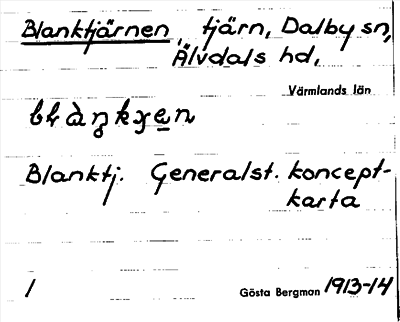 Blanktjärnen, tjärn, Dalby sn,
Älvdals hd,
Värmlands län
Blanktj. Generalst. koncept-
karta
1 Gösta Bergman 1913-14